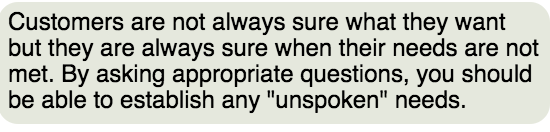 Customers are not always sure what they want
but they are always sure when their needs are not
met. By asking appropriate questions, you should
be able to establish any "unspoken" needs.